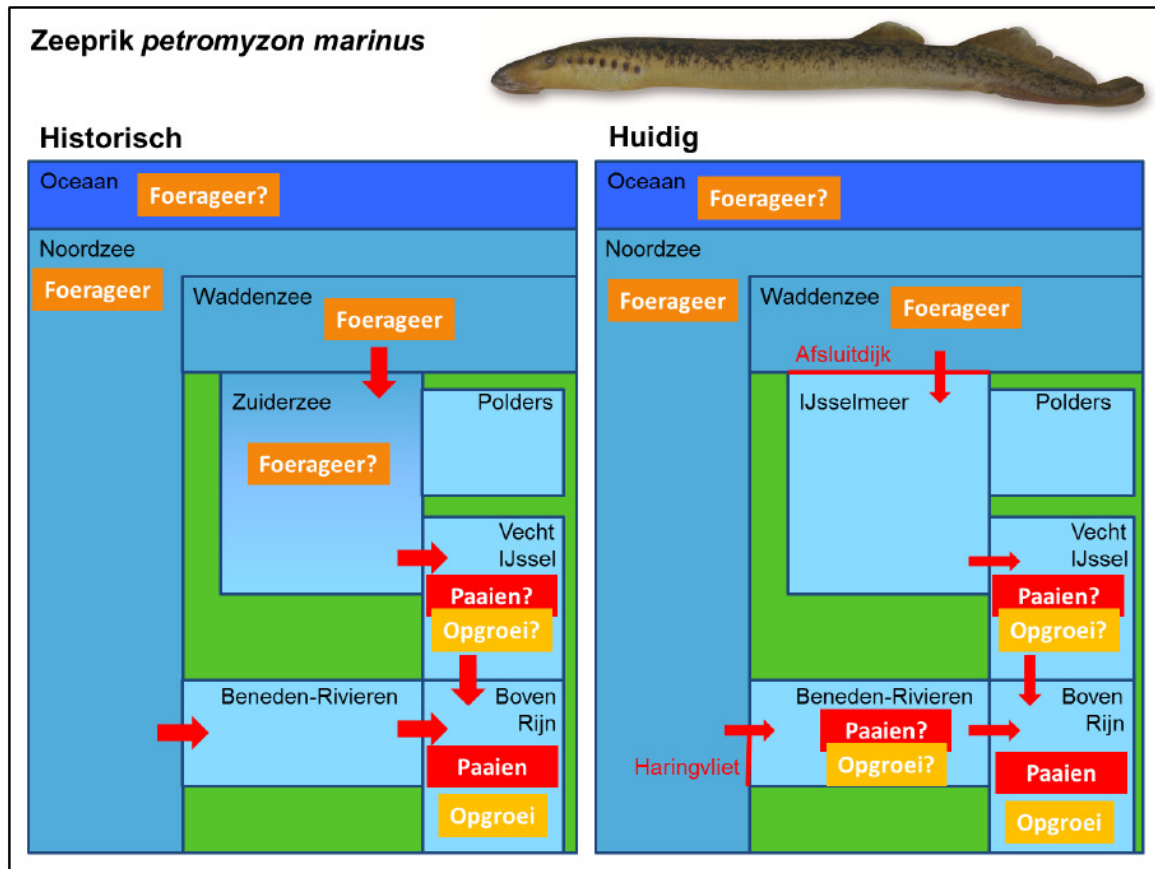 Zeeprik petromyzon marinus
Historisch
Oceaan
Foerageer?
Noordzee
Foerageer
Waddenzee
Foerageer
Zuiderzee
Foerageer?
Polders
Vecht
IJssel
Paaien?
Opgroei?
Beneden-Rivieren
Boven
Rijn
Paaien
Opgroei
Huidig
Oceaan
Foerageer?
Noordzee
Foerageer
Waddenzee
Foerageer
Afsluitdijk
IJsselmeer
Polders
Vecht
IJssel
Paaien?
Opgroei?
Beneden-Rivieren
Paaien?
Opgroei?
Haringvliet
Boven
Rijn
Paaien
Opgroei